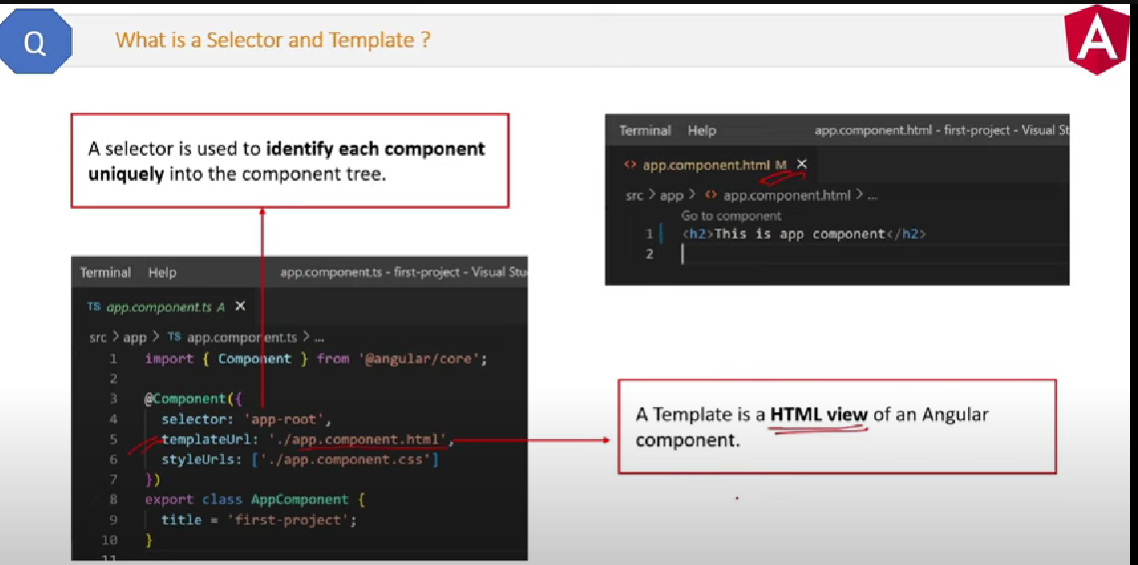 Q
What is a Selector and Template ?
A
A selector is used to identify each component
uniquely into the component tree.
Terminal Help app.component.html - first-project - Visual St
<> app.component.html M ×
src > app > <> app.component.html > ...
Go to component
1 <h2>This is app component</h2>
2
Terminal Help app.component.ts - first-project - Visual Stu
TS app.component.ts A ×
src > app > TS app.component.ts > ...
1 import { Component } from '@angular/core';
2
3 @Component({
4 selector: 'app-root',
5 templateUrl: './app.component.html',
6 styleUrls: ['./app.component.css']
7 })
8 export class AppComponent {
9 title = 'first-project';
10 }
11
A Template is a HTML view of an Angular
component.